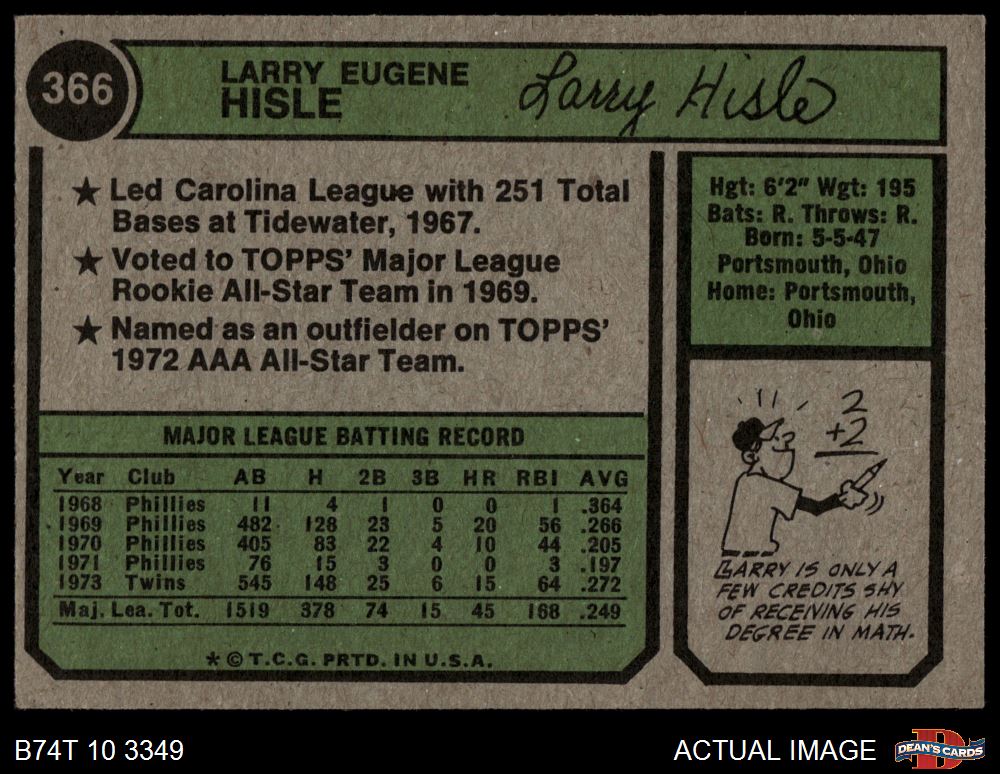 366
LARRY EUGENE
HISLE
Larry Hisle
★ Led Carolina League with 251 Total
Bases at Tidewater, 1967.
★ Voted to TOPPS' Major League
Rookie All-Star Team in 1969.
★ Named as an outfielder on TOPPS'
1972 AAA All-Star Team.
Hgt: 6'2" Wgt: 195
Bats: R. Throws: R.
Born: 5-5-47
Portsmouth, Ohio
Home: Portsmouth,
Ohio
MAJOR LEAGUE BATTING RECORD
Year Club AB H 2B 3B HR RBI AVG
1968 Phillies 11 4 1 0 0 1 .364
1969 Phillies 482 128 23 5 20 56 .266
1970 Phillies 405 83 22 4 10 44 .205
1971 Phillies 76 15 3 0 0 3 .197
1973 Twins 545 148 25 6 15 64 .272
Maj. Lea. Tot. 1519 378 74 15 45 168 .249
* © T.C.G. PRTD. IN U.S.A.
2
+2
LARRY IS ONLY A
FEW CREDITS SHY
OF RECEIVING HIS
DEGREE IN MATH.
B74T 10 3349
ACTUAL IMAGE
DEAN'S CARDS